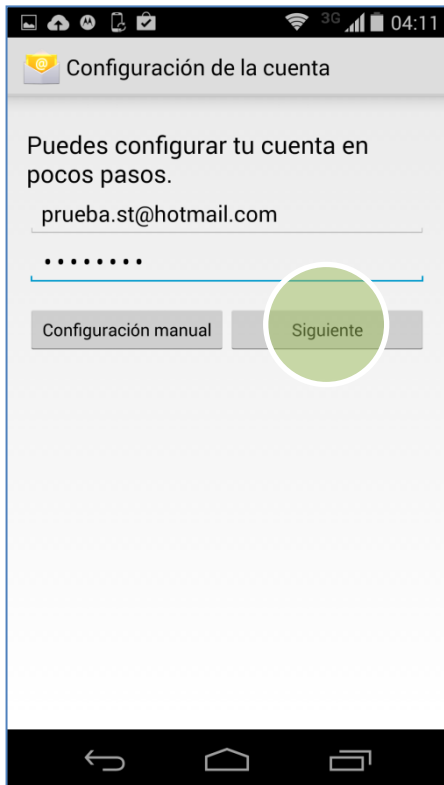 3G 04:11
Configuración de la cuenta
Puedes configurar tu cuenta en
pocos pasos.
prueba.st@hotmail.com
••••••••
Configuración manual Siguiente